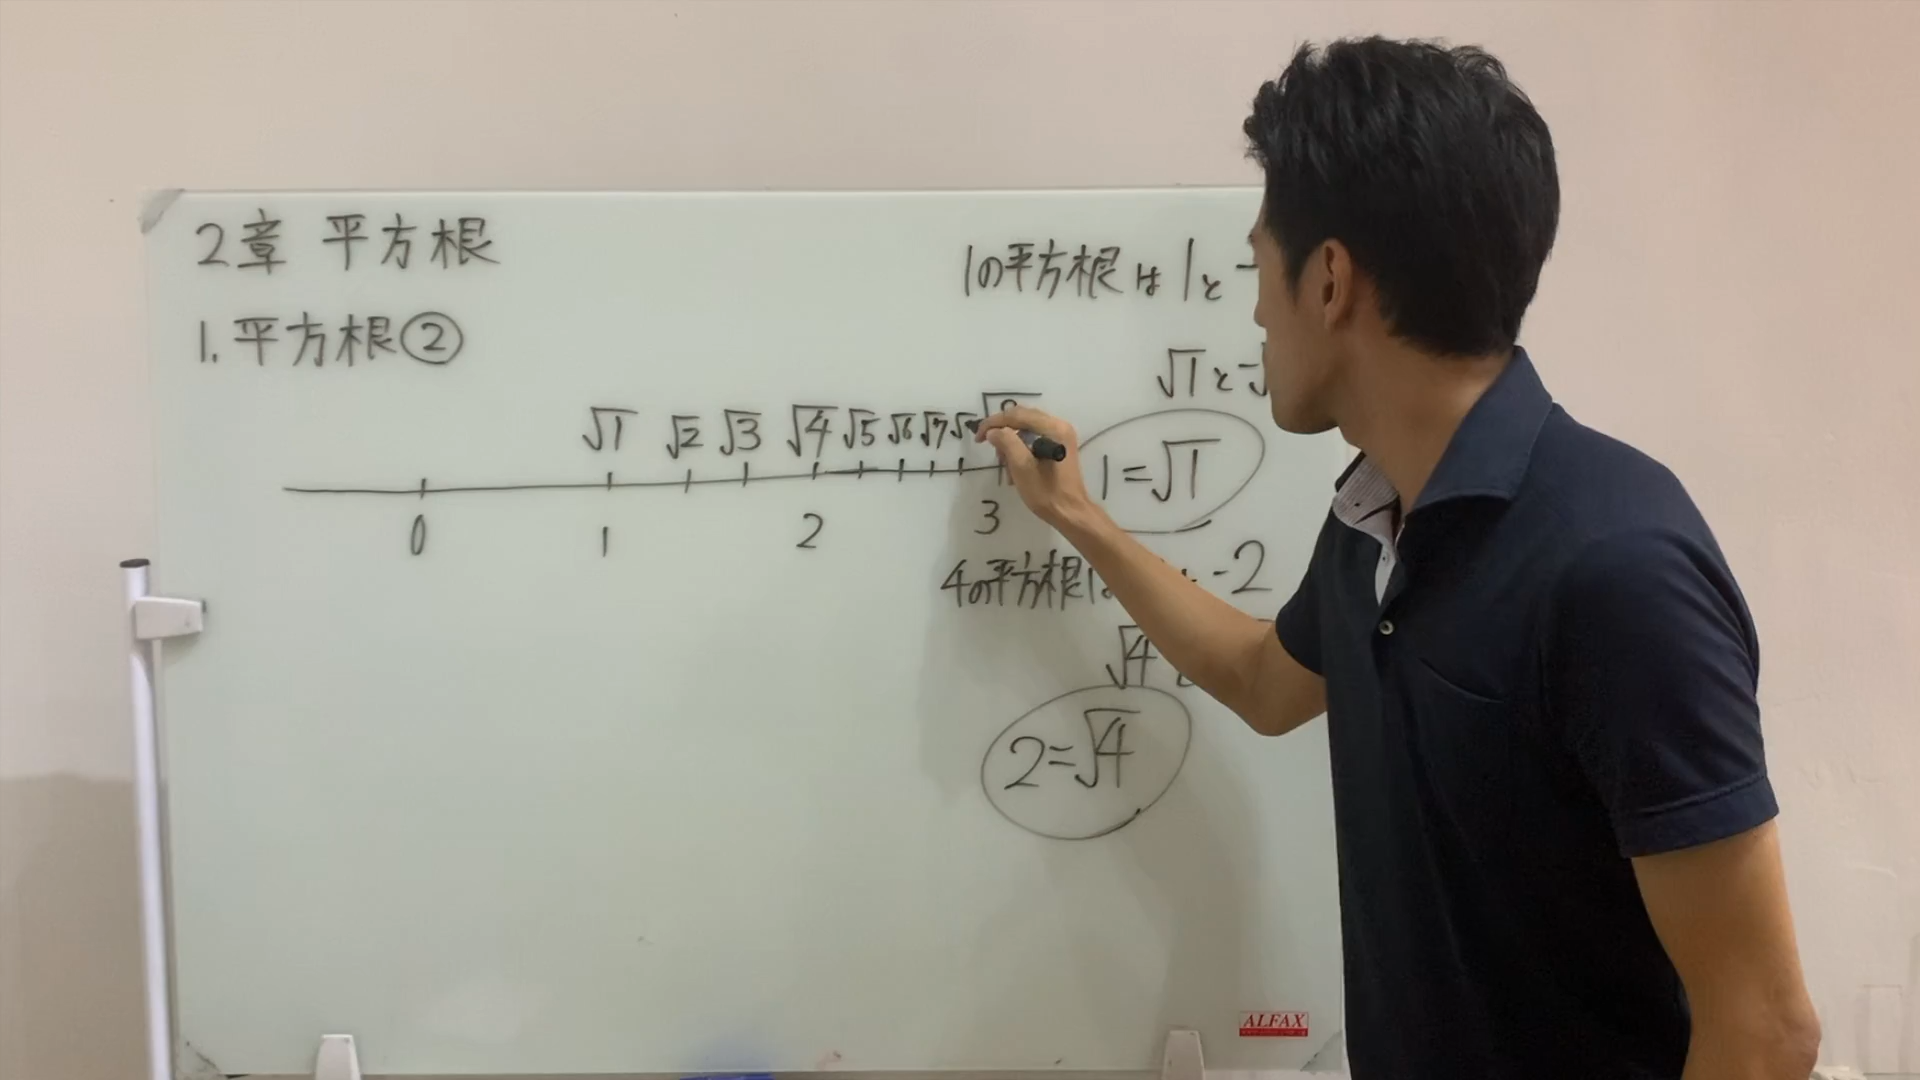 2章 平方根
1. 平方根②
1の平方根は 1と-
√1と-√
√1 √2 √3 √4 √5 √6 √7 √
0 1 2 3
1=√1
4の平方根は -2
√4
2=√4
ALFAX